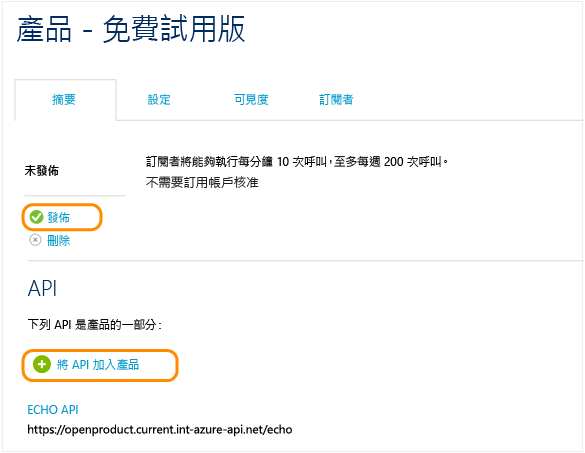 產品 - 免費試用版
摘要 設定 可見度 訂閱者
未發佈
訂閱者將能夠執行每分鐘 10 次呼叫,至多每週 200 次呼叫。
不需要訂用帳戶核准
發佈
刪除
API
下列 API 是產品的一部分:
將 API 加入產品
ECHO API
https://openproduct.current.int-azure-api.net/echo